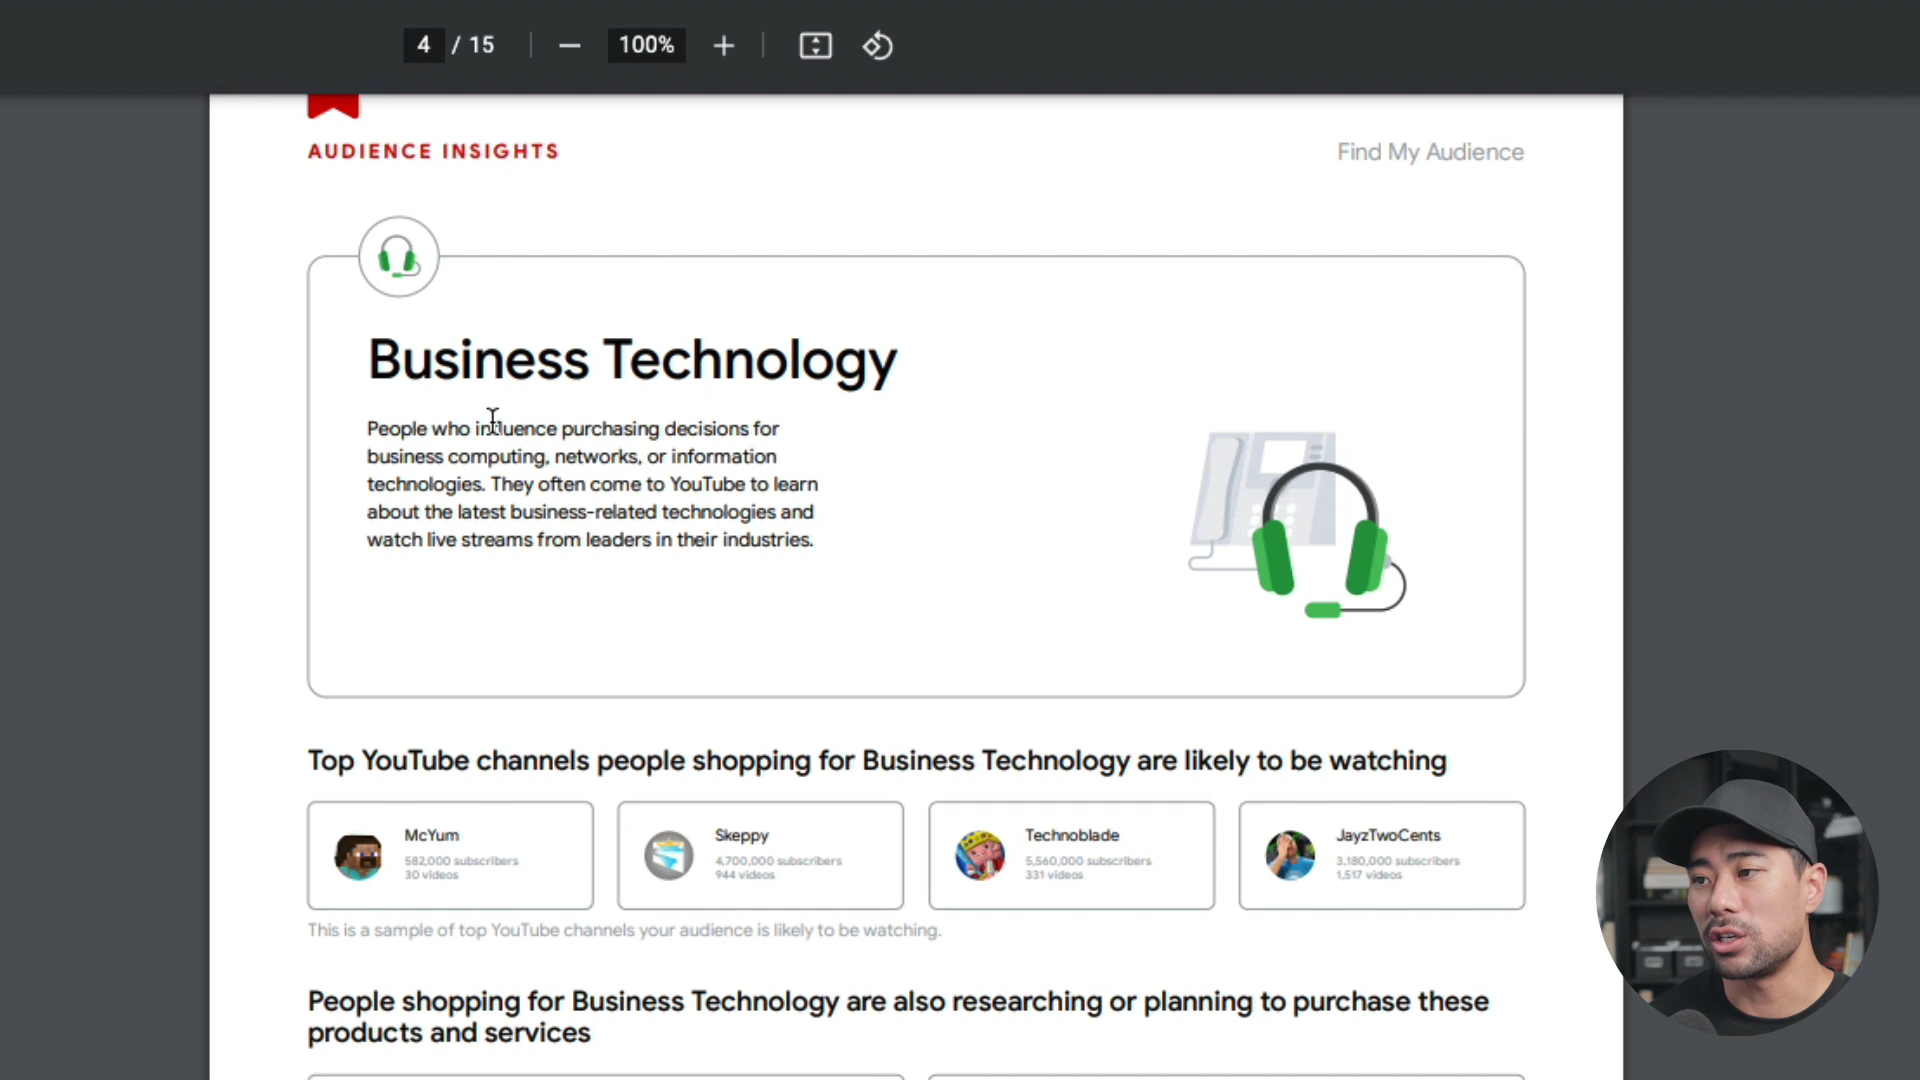 4 / 15
100%
AUDIENCE INSIGHTS
Find My Audience
Business Technology
People who influence purchasing decisions for
business computing, networks, or information
technologies. They often come to YouTube to learn
about the latest business-related technologies and
watch live streams from leaders in their industries.
Top YouTube channels people shopping for Business Technology are likely to be watching
McYum
582,000 subscribers
30 videos
Skeppy
4,700,000 subscribers
944 videos
Technoblade
5,560,000 subscribers
331 videos
JayzTwoCents
3,180,000 subscribers
1,517 videos
This is a sample of top YouTube channels your audience is likely to be watching.
People shopping for Business Technology are also researching or planning to purchase these
products and services